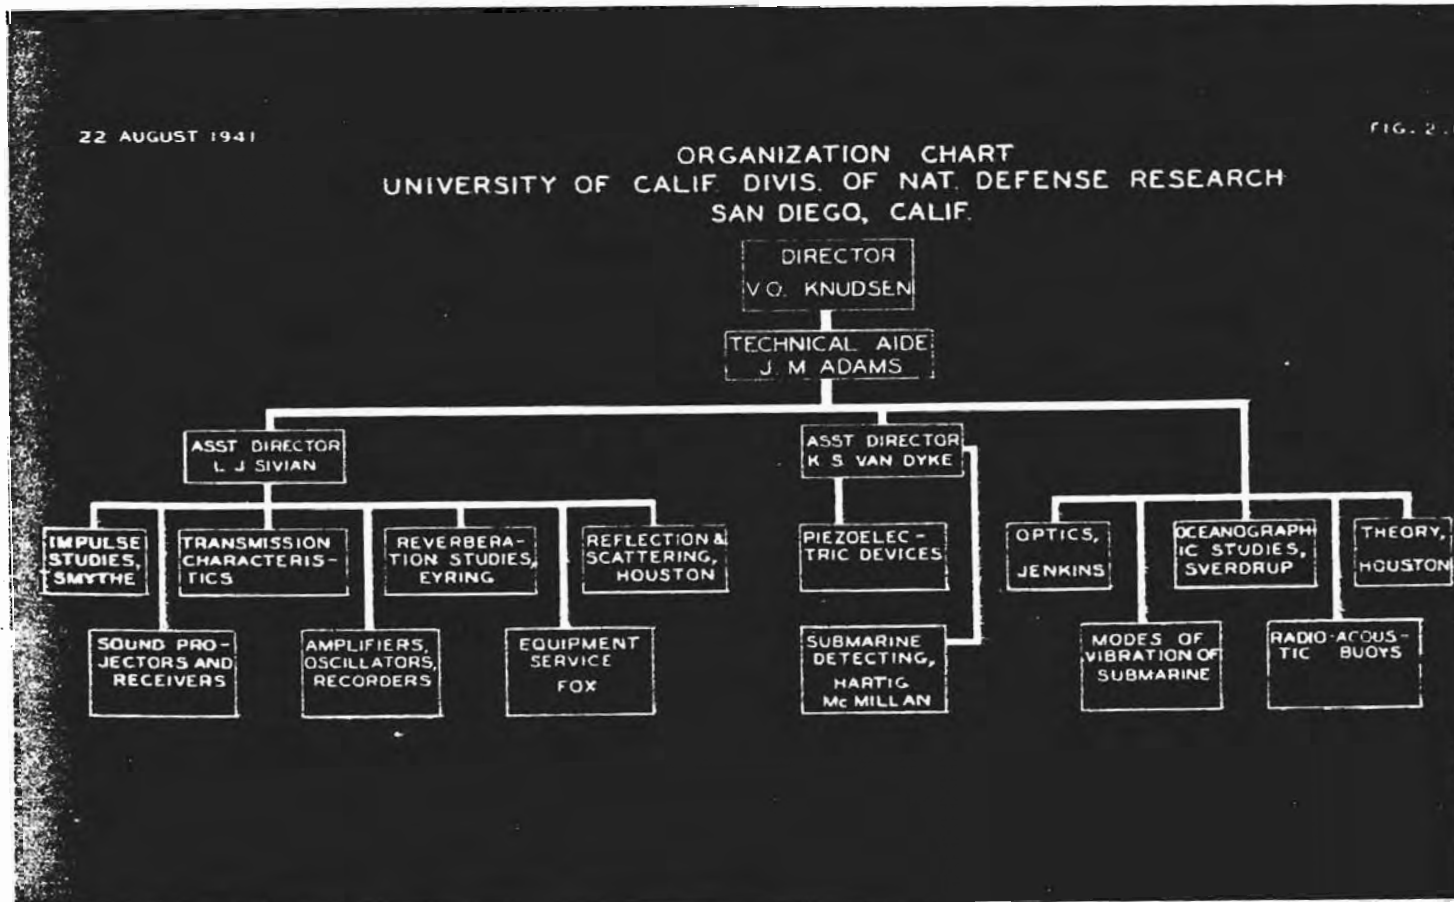 22 AUGUST 1941
FIG. 2.
ORGANIZATION CHART
UNIVERSITY OF CALIF. DIVIS. OF NAT. DEFENSE RESEARCH
SAN DIEGO, CALIF.
DIRECTOR
V.O. KNUDSEN
TECHNICAL AIDE
J. M ADAMS
ASST DIRECTOR
L J SIVIAN
ASST DIRECTOR
K S VAN DYKE
IMPULSE
STUDIES,
SMYTHE
TRANSMISSION
CHARACTERIS-
TICS
REVERBERA-
TION STUDIES,
EYRING
REFLECTION &
SCATTERING,
HOUSTON
PIEZOELEC-
TRIC DEVICES
OPTICS,
JENKINS
OCEANOGRAPH-
IC STUDIES,
SVERDRUP
THEORY,
HOUSTON
SOUND PRO-
JECTORS AND
RECEIVERS
AMPLIFIERS,
OSCILLATORS,
RECORDERS
EQUIPMENT
SERVICE
FOX
SUBMARINE
DETECTING,
HARTIG
McMILLAN
MODES OF
VIBRATION OF
SUBMARINE
RADIO-ACOUS-
TIC BUOYS